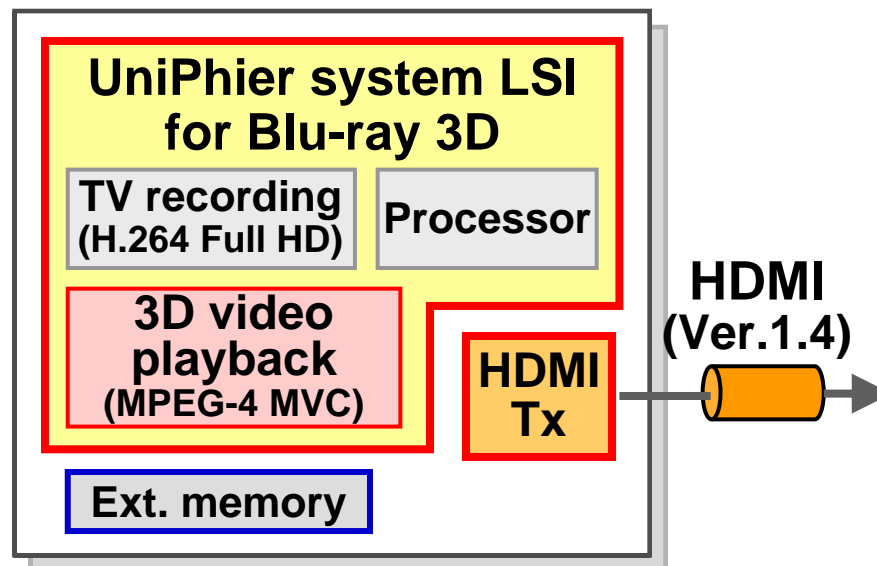 UniPhier system LSI
for Blu-ray 3D
TV recording
(H.264 Full HD)
Processor
3D video
playback
(MPEG-4 MVC)
HDMI
Tx
HDMI
(Ver.1.4)
Ext. memory